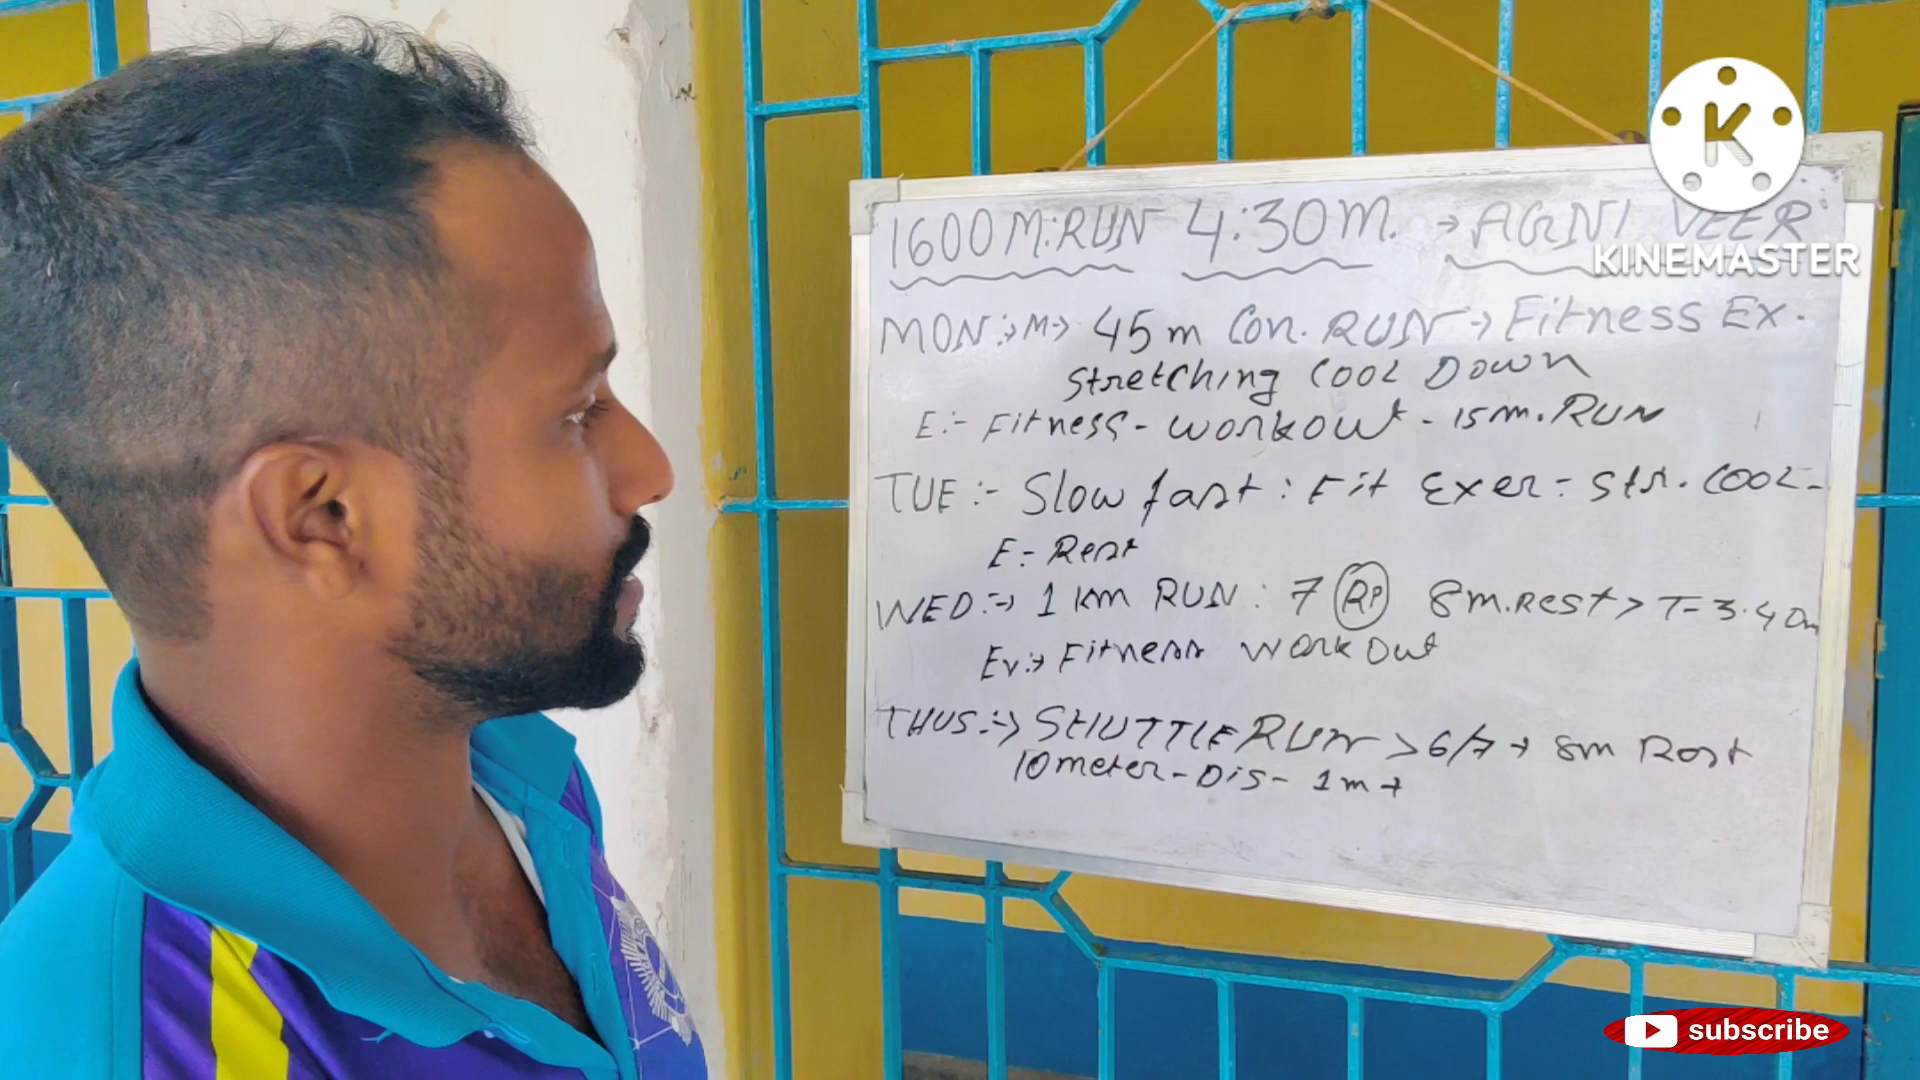 1600M:RUN 4:30M. → AGNI VEER
MON:→ M→ 45m Con. RUN → Fitness Ex.
Stretching COOL DOWN
E:- Fitness - workout - 15m. RUN
TUE :- Slow fast : Fit Exer = Str. COOL -
E:- Rest
WED:→ 1 KM RUN : 7 RP 8m. Rest > T= 3.40m
Ev:→ Fitness work out
THUS:→ SHUTTLE RUN > 6/7 → 8m Rest
10 meter - Dis - 1m →
K
KINEMASTER
subscribe